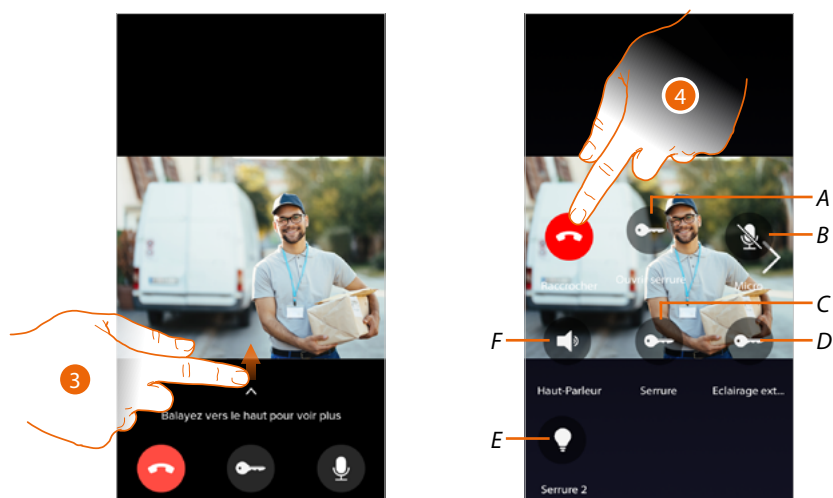 4
A
B
Raccrocher
Ouvrir serrure
Micro
C
F
D
3
Balayez vers le haut pour voir plus
Haut-Parleur
Serrure
Eclairage ext...
E
Serrure 2